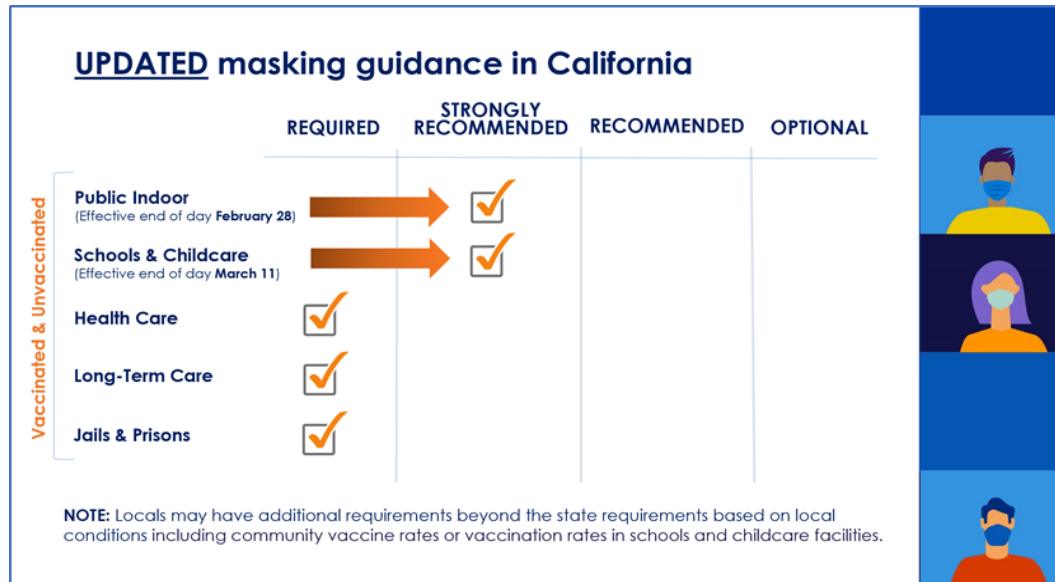 UPDATED masking guidance in California
REQUIRED
STRONGLY
RECOMMENDED
RECOMMENDED
OPTIONAL
Vaccinated & Unvaccinated
Public Indoor
(Effective end of day February 28)
Schools & Childcare
(Effective end of day March 11)
Health Care
Long-Term Care
Jails & Prisons
NOTE: Locals may have additional requirements beyond the state requirements based on local
conditions including community vaccine rates or vaccination rates in schools and childcare facilities.